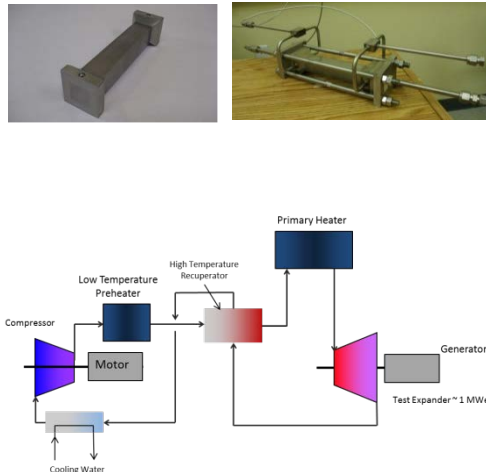 Primary Heater
High Temperature
Recuperator
Low Temperature
Preheater
Compressor
Motor
Generator
Test Expander ~ 1 MWe
Cooling Water